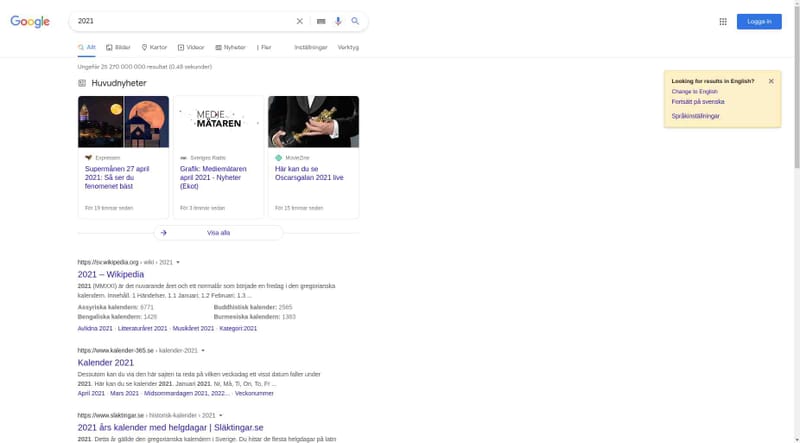 Google
2021
Logga in
Allt Bilder Kartor Videor Nyheter Fler Inställningar Verktyg
Ungefär 25 270 000 000 resultat (0,48 sekunder)
Huvudnyheter
MEDIE
MÄTAREN
Expressen
Supermånen 27 april
2021: Så ser du
fenomenet bäst
För 19 timmar sedan
Sveriges Radio
Grafik: Mediemätaren
april 2021 - Nyheter
(Ekot)
För 3 timmar sedan
MovieZine
Här kan du se
Oscarsgalan 2021 live
För 15 timmar sedan
Visa alla
Looking for results in English?
Change to English
Fortsätt på svenska
Språkinställningar
https://sv.wikipedia.org › wiki › 2021
2021 – Wikipedia
2021 (MMXXI) är det nuvarande året och ett normalår som började en fredag i den gregorianska
kalendern. Innehåll. 1 Händelser. 1.1 Januari; 1.2 Februari; 1.3 ...
Assyriska kalendern: 6771 Buddhistisk kalender: 2565
Bengaliska kalendern: 1428 Burmesiska kalendern: 1383
Avlidna 2021 · Litteraturåret 2021 · Musikåret 2021 · Kategori:2021
https://www.kalender-365.se › kalender-2021
Kalender 2021
Dessutom kan du via den här sajten ta reda på vilken veckodag ett visst datum faller under
2021. Här kan du se kalender 2021. Januari 2021. Nr, Må, Ti, On, To, Fr ...
April 2021 · Mars 2021 · Midsommardagen 2021, 2022... · Veckonummer
https://www.slaktingar.se › historisk-kalender › 2021
2021 års kalender med helgdagar | Släktingar.se
2021. Detta år gällde den gregorianska kalendern i Sverige. Du hittar de flesta helgdagar på latin